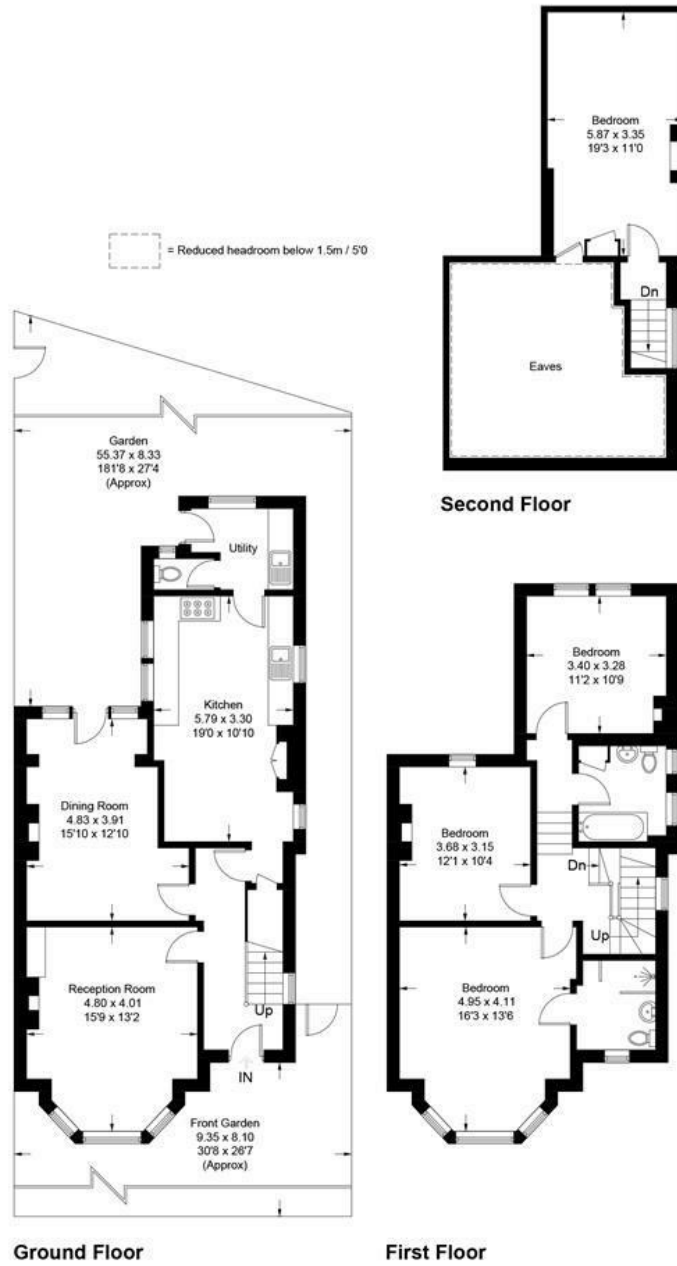 Bedroom
5.87 x 3.35
19'3 x 11'0
= Reduced headroom below 1.5m / 5'0
Dn
Eaves
Second Floor
Garden
55.37 x 8.33
181'8 x 27'4
(Approx)
Utility
Kitchen
5.79 x 3.30
19'0 x 10'10
Dining Room
4.83 x 3.91
15'10 x 12'10
Reception Room
4.80 x 4.01
15'9 x 13'2
Up
IN
Front Garden
9.35 x 8.10
30'8 x 26'7
(Approx)
Ground Floor
Bedroom
3.40 x 3.28
11'2 x 10'9
Bedroom
3.68 x 3.15
12'1 x 10'4
Dn
Up
Bedroom
4.95 x 4.11
16'3 x 13'6
First Floor